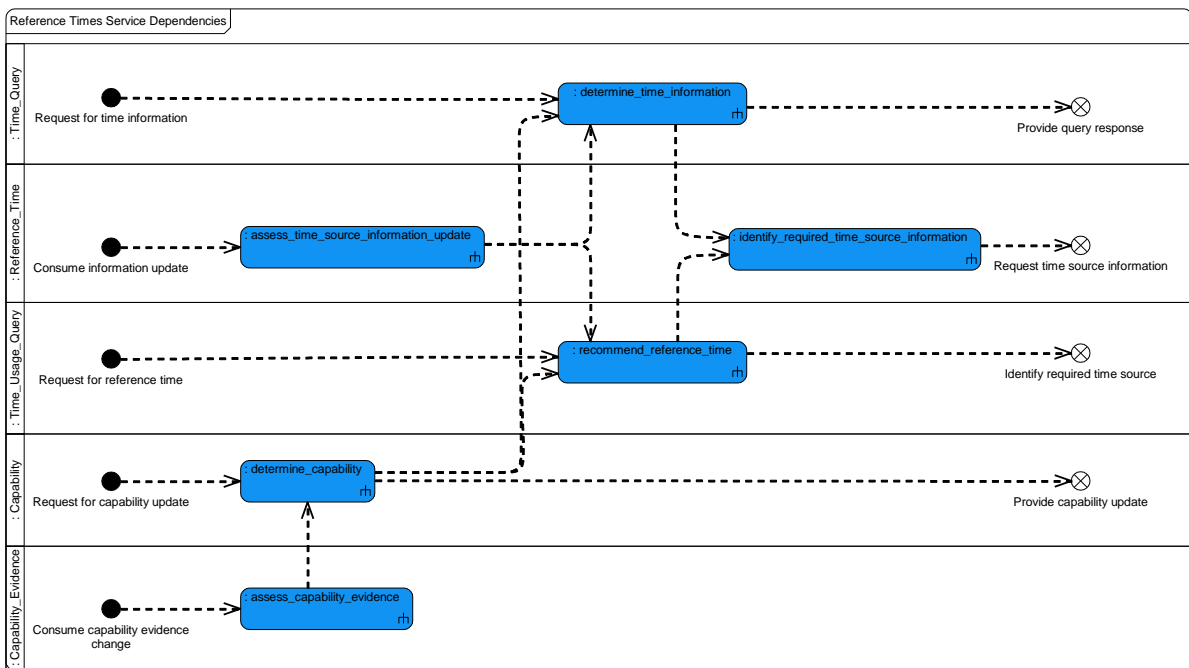 Reference Times Service Dependencies
: Time_Query
Request for time information
: determine_time_information
Provide query response
: Reference_Time
Consume information update
: assess_time_source_information_update
: identify_required_time_source_information
Request time source information
: Time_Usage_Query
Request for reference time
: recommend_reference_time
Identify required time source
: Capability
Request for capability update
: determine_capability
Provide capability update
: Capability_Evidence
Consume capability evidence
change
: assess_capability_evidence